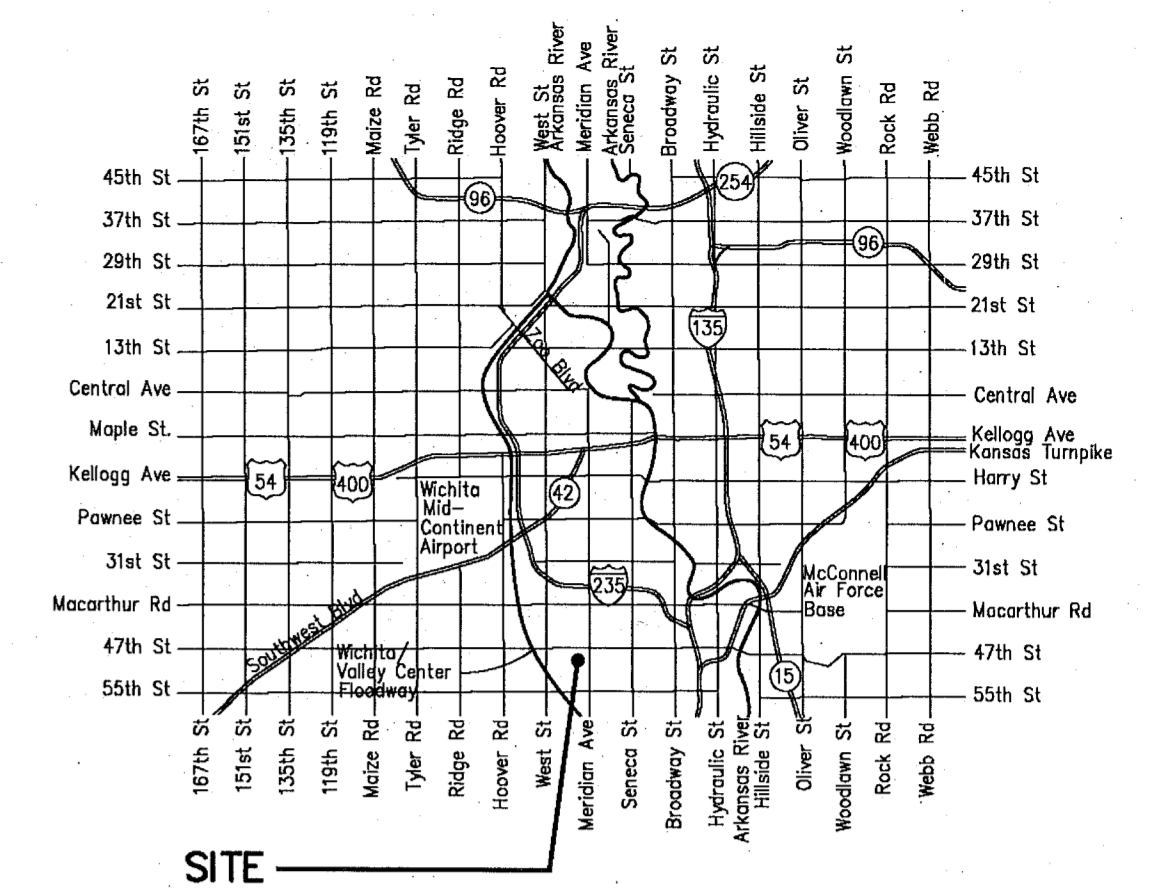 167th St
151st St
135th St
119th St
Maize Rd
Tyler Rd
Ridge Rd
Hoover Rd
West St
Arkansas River
Meridian Ave
Arkansas River
Seneca St
Broadway St
Hydraulic St
Hillside St
Oliver St
Woodlawn St
Rock Rd
Webb Rd
45th St
254
45th St
96
37th St
37th St
96
29th St
29th St
21st St
21st St
135
13th St
Zoo Blvd
13th St
Central Ave
Central Ave
Maple St.
Kellogg Ave
54
400
Kansas Turnpike
Kellogg Ave
54
400
Harry St
42
Wichita
Mid-
Continent
Airport
Pawnee St
Pawnee St
31st St
31st St
235
McConnell
Air Force
Base
Macarthur Rd
Macarthur Rd
Southwest Blvd
47th St
47th St
Wichita/
Valley Center
Floodway
15
55th St
55th St
167th St
151st St
135th St
119th St
Maize Rd
Tyler Rd
Ridge Rd
Hoover Rd
West St
Meridian Ave
Seneca St
Broadway St
Hydraulic St
Arkansas River
Hillside St
Oliver St
Woodlawn St
Rock Rd
Webb Rd
SITE